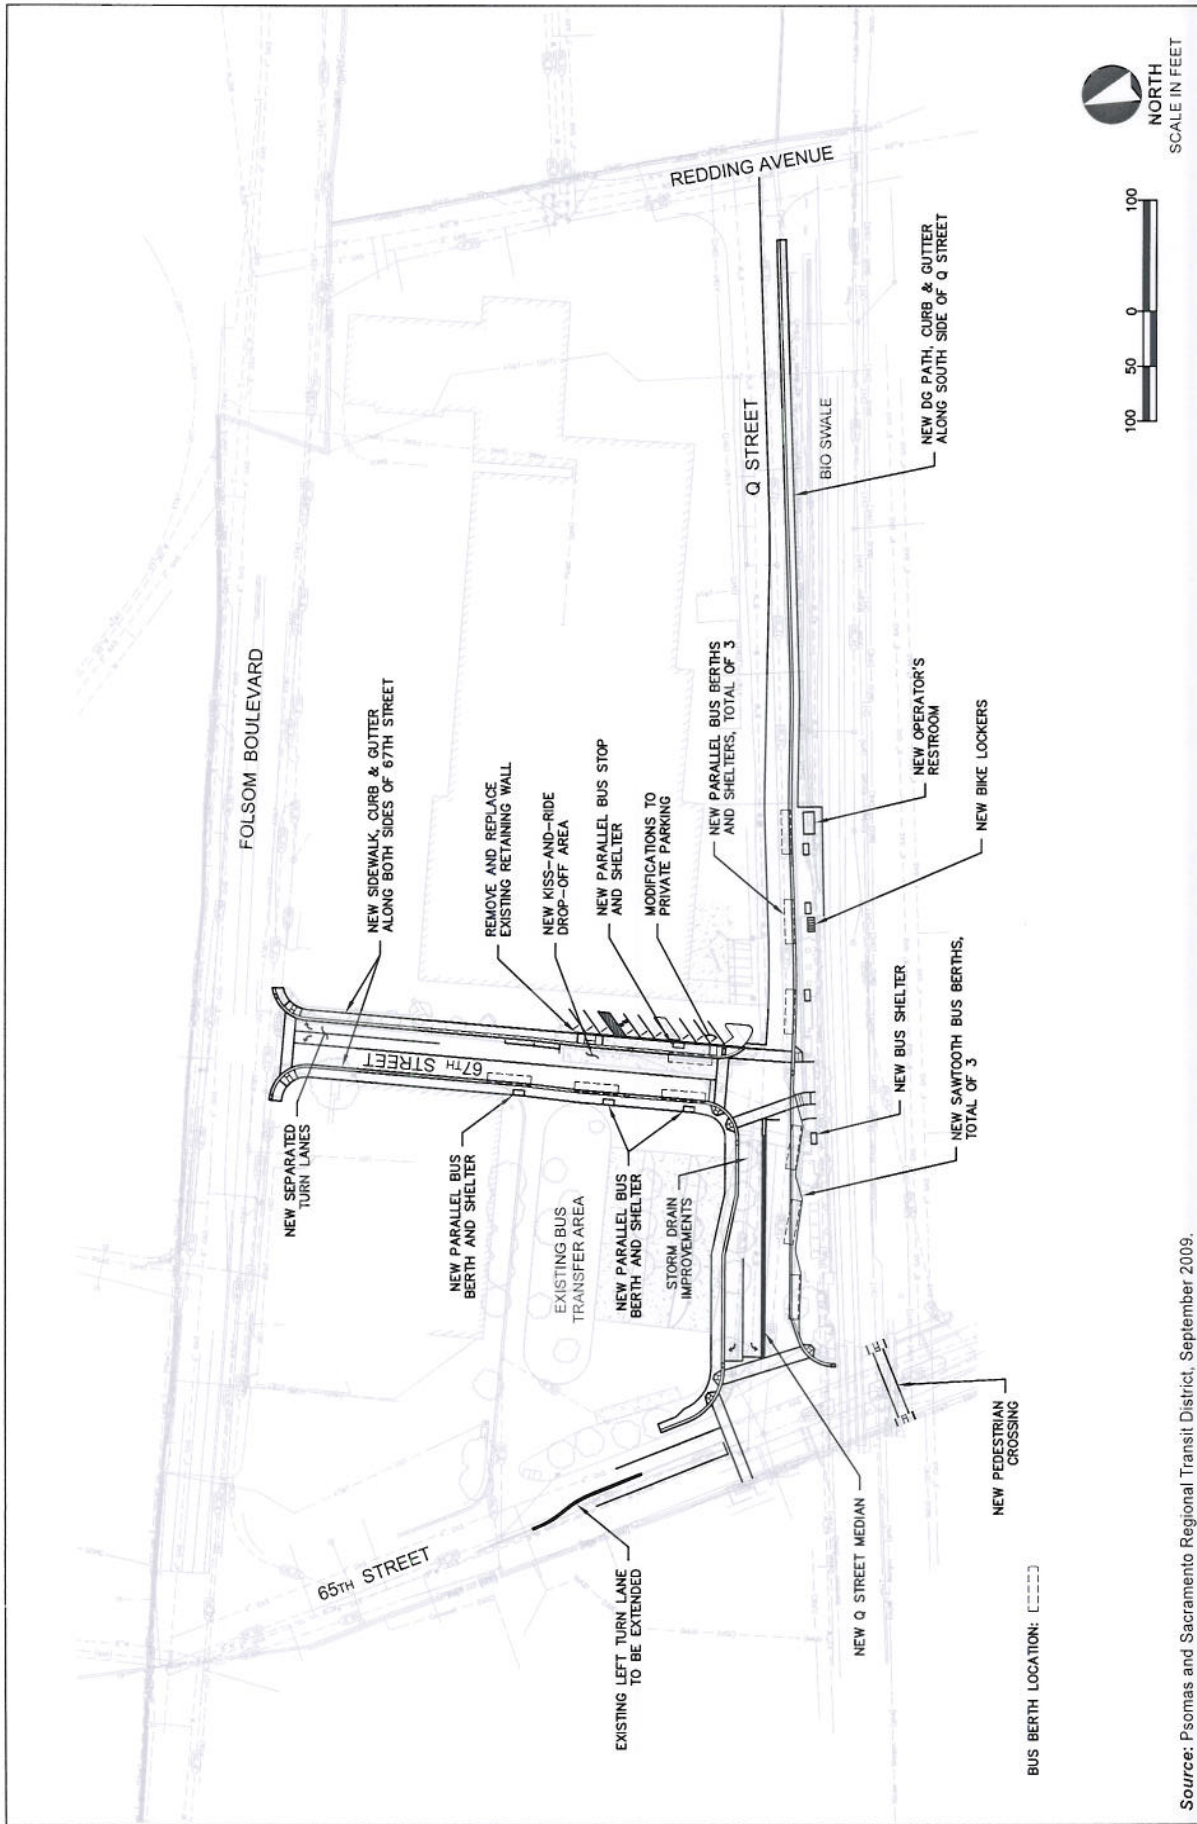 FOLSOM BOULEVARD
REDDING AVENUE
NEW SEPARATED
TURN LANES
NEW SIDEWALK, CURB & GUTTER
ALONG BOTH SIDES OF 67TH STREET
67TH STREET
REMOVE AND REPLACE
EXISTING RETAINING WALL
NEW KISS-AND-RIDE
DROP-OFF AREA
NEW PARALLEL BUS STOP
AND SHELTER
MODIFICATIONS TO
PRIVATE PARKING
NEW PARALLEL BUS BERTHS
AND SHELTERS, TOTAL OF 3
Q STREET
BIO SWALE
NEW DG PATH, CURB & GUTTER
ALONG SOUTH SIDE OF Q STREET
NEW PARALLEL BUS
BERTH AND SHELTER
EXISTING BUS
TRANSFER AREA
NEW PARALLEL BUS
BERTH AND SHELTER
STORM DRAIN
IMPROVEMENTS
65TH STREET
EXISTING LEFT TURN LANE
TO BE EXTENDED
NEW Q STREET MEDIAN
NEW PEDESTRIAN
CROSSING
NEW SAWTOOTH BUS BERTHS,
TOTAL OF 3
NEW BUS SHELTER
NEW BIKE LOCKERS
NEW OPERATOR'S
RESTROOM
BUS BERTH LOCATION:
100 50 0 100
NORTH
SCALE IN FEET
Source: Psomas and Sacramento Regional Transit District, September 2009.